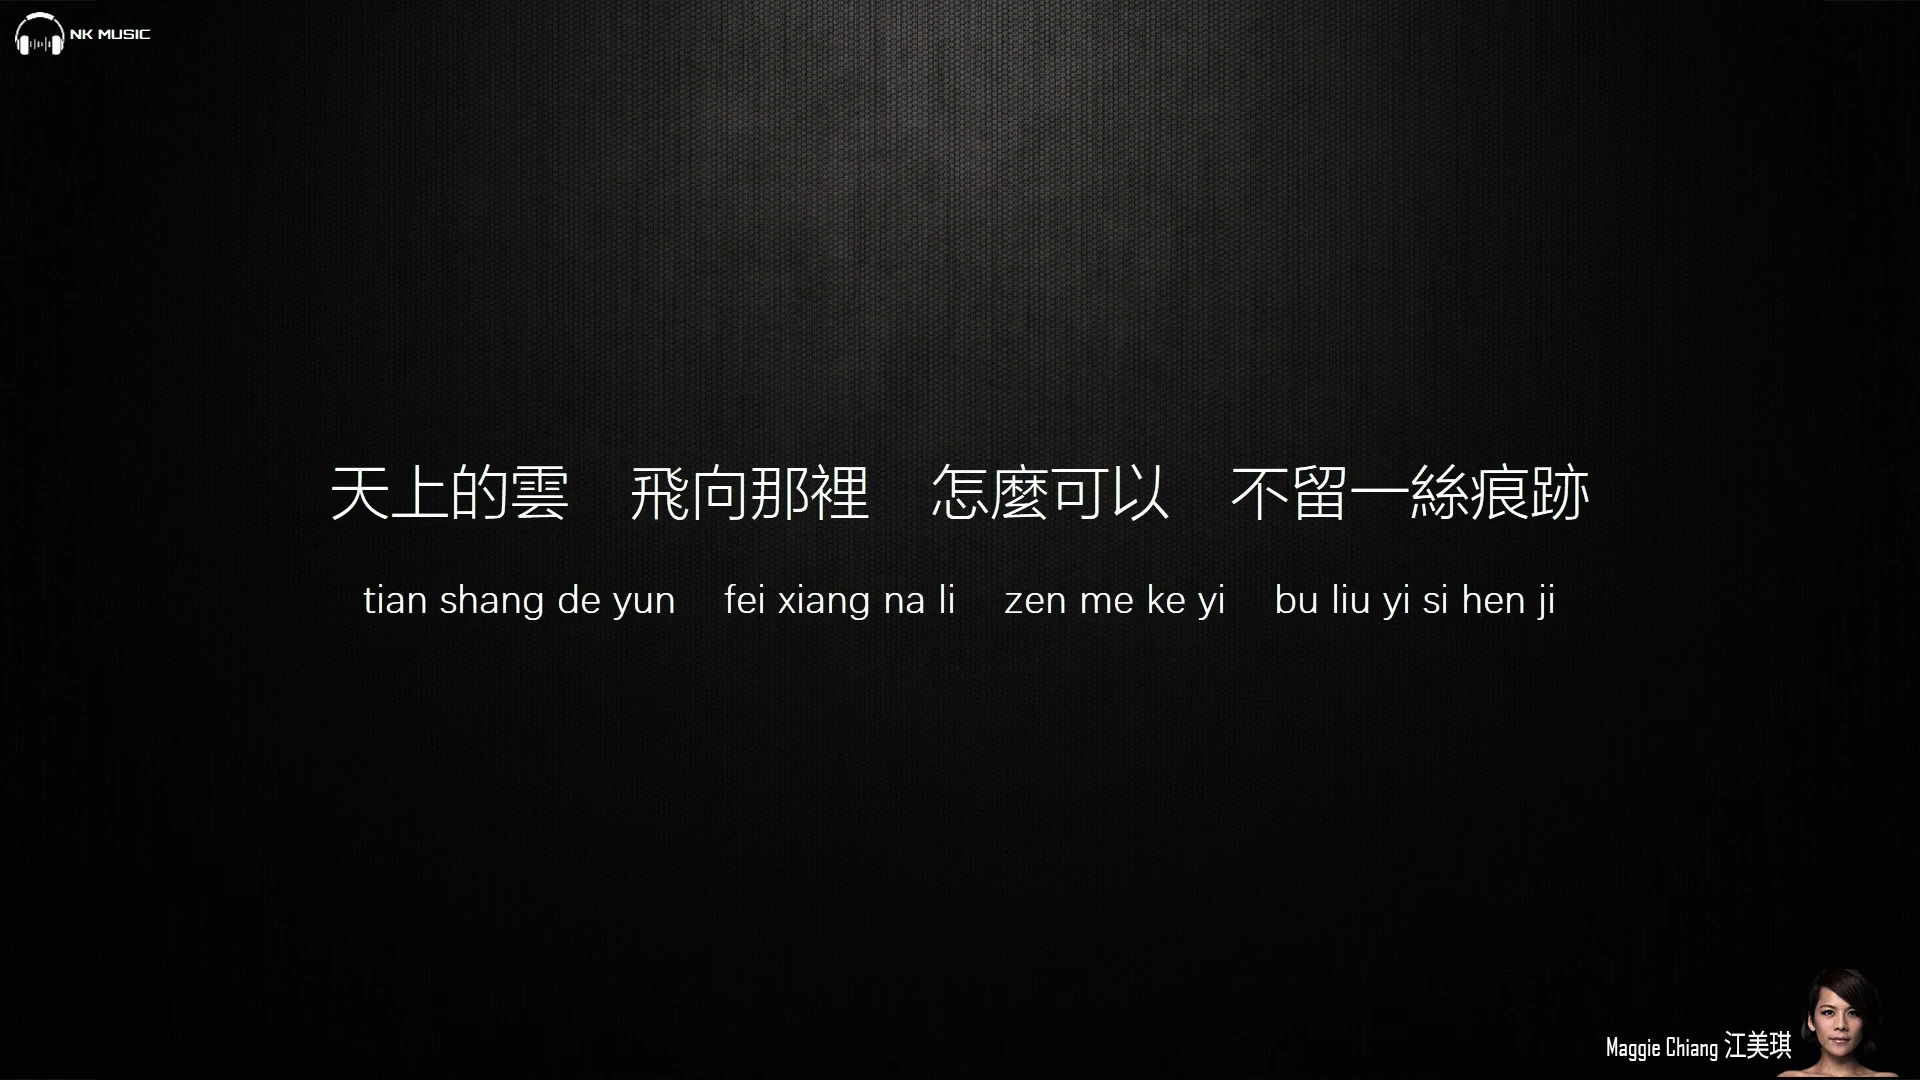 NK MUSIC
天上的雲 飛向那裡 怎麼可以 不留一絲痕跡
tian shang de yun fei xiang na li zen me ke yi bu liu yi si hen ji
Maggie Chiang 江美琪